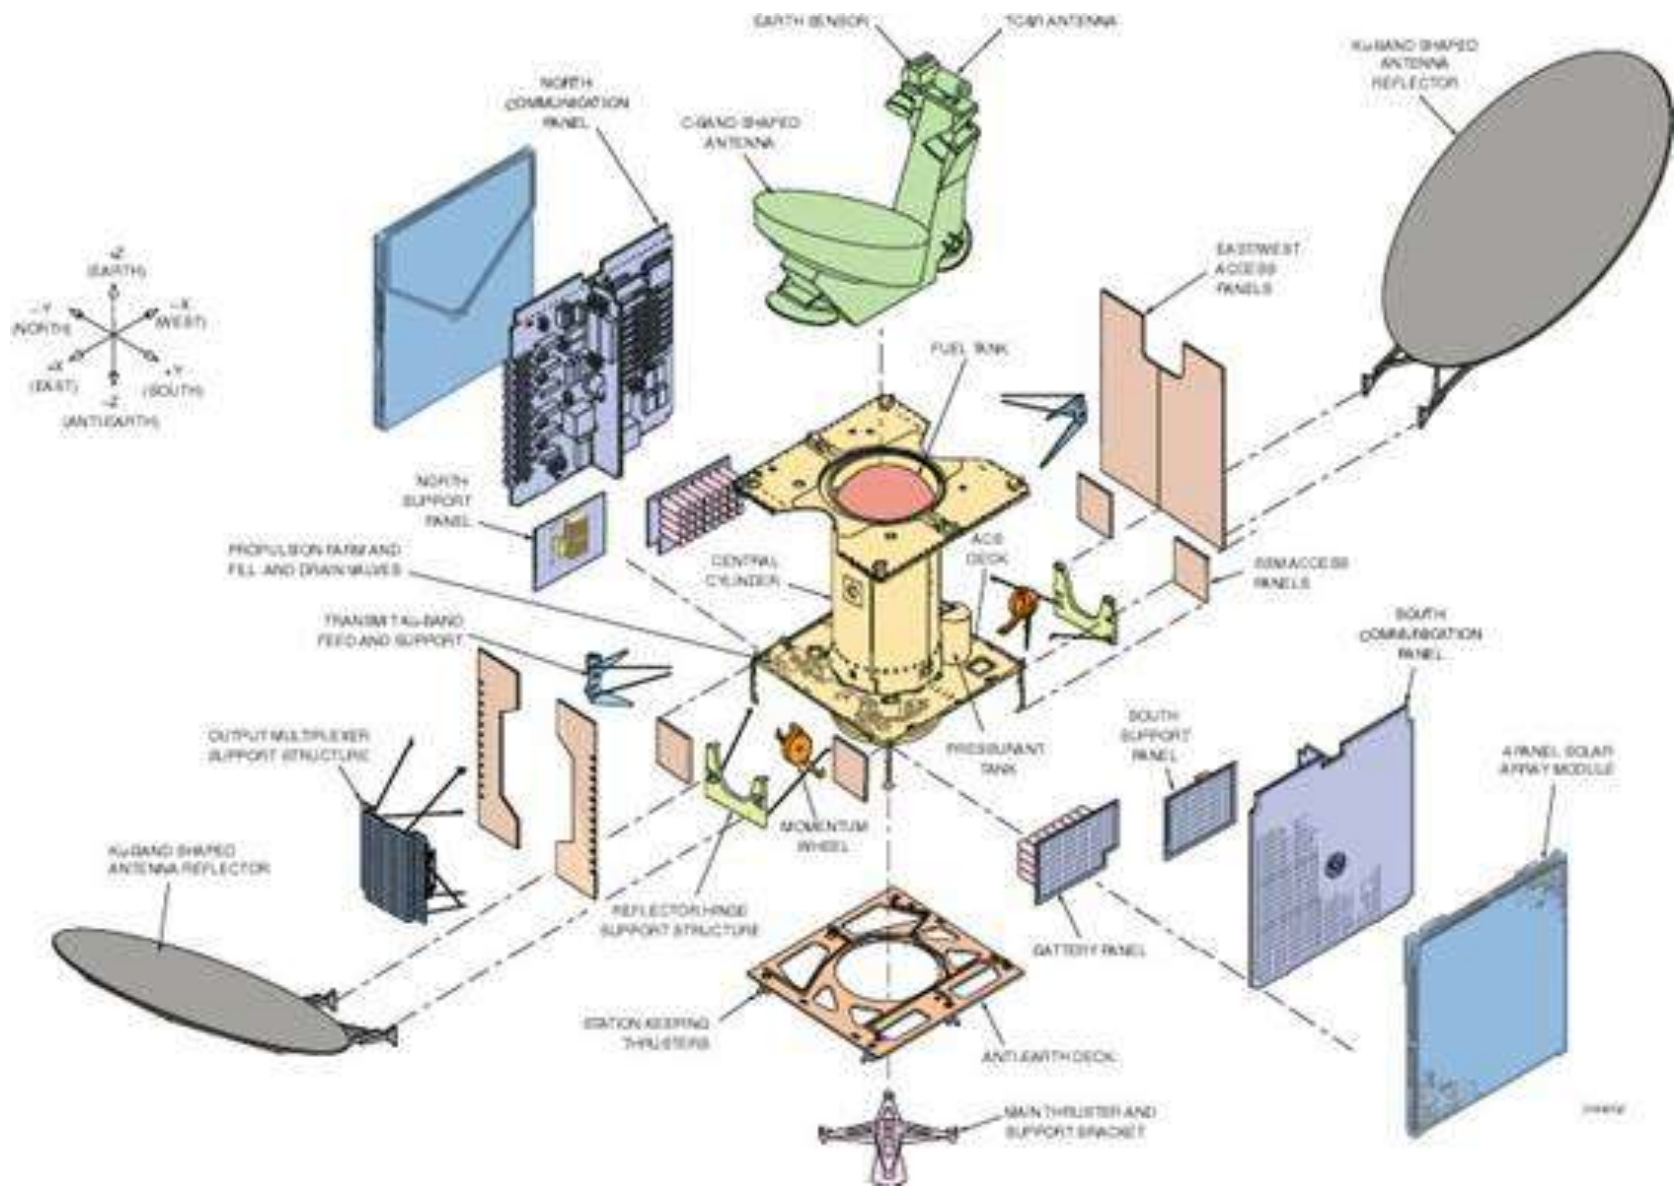 EARTH SENSOR
TC&R ANTENNA
Ku-BAND SHAPED
ANTENNA
REFLECTOR
NORTH
COMMUNICATION
PANEL
C-BAND SHAPED
ANTENNA
EAST/WEST
ACCESS
PANELS
(EARTH)
-Y
(NORTH)
-X
(WEST)
+X
(EAST)
+Y
(SOUTH)
-Z
(ANTI-EARTH)
FUEL TANK
NORTH
SUPPORT
PANEL
PROPULSION FARM AND
FILL AND DRAIN VALVES
CENTRAL
CYLINDER
ACS
DECK
SSM ACCESS
PANELS
TRANSMIT Ku-BAND
FEED AND SUPPORT
SOUTH
COMMUNICATION
PANEL
OUTPUT MULTIPLEXER
SUPPORT STRUCTURE
PRESSURANT
TANK
SOUTH
SUPPORT
PANEL
4 PANEL SOLAR
ARRAY MODULE
MOMENTUM
WHEEL
Ku-BAND SHAPED
ANTENNA REFLECTOR
REFLECTOR HINGE
SUPPORT STRUCTURE
BATTERY PANEL
STATION KEEPING
THRUSTERS
ANTI-EARTH DECK
MAIN THRUSTER AND
SUPPORT BRACKET